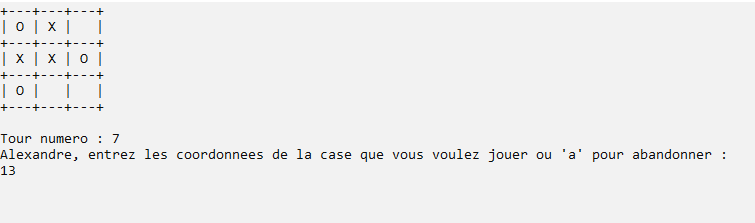 +---+---+---+
| O | X |   |
+---+---+---+
| X | X | O |
+---+---+---+
| O |   |   |
+---+---+---+
Tour numero : 7
Alexandre, entrez les coordonnees de la case que vous voulez jouer ou 'a' pour abandonner :
13